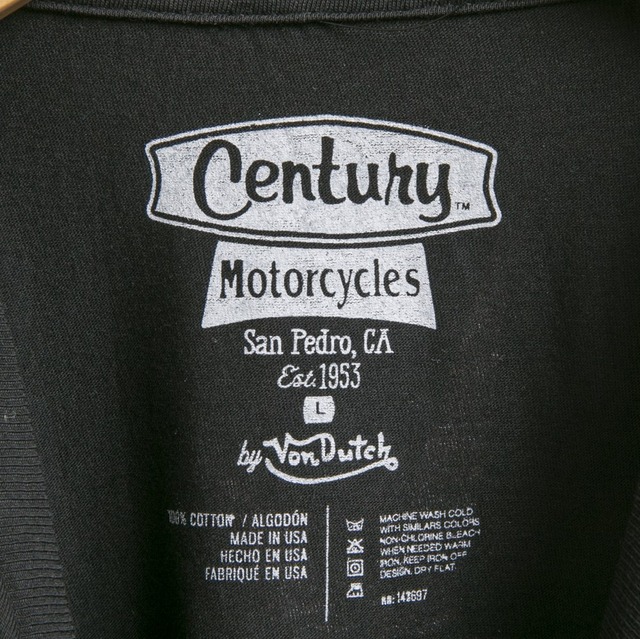 Century™
Motorcycles
San Pedro, CA
Est. 1953
L
by Von Dutch
100% COTTON / ALGODÓN
MADE IN USA
HECHO EN USA
FABRIQUÉ EN USA
MACHINE WASH COLD
WITH SIMILARS COLORS
NON-CHLORINE BLEACH
WHEN NEEDED WARM
IRON, KEEP IRON OFF
DESIGN. DRY FLAT
RN: 143697